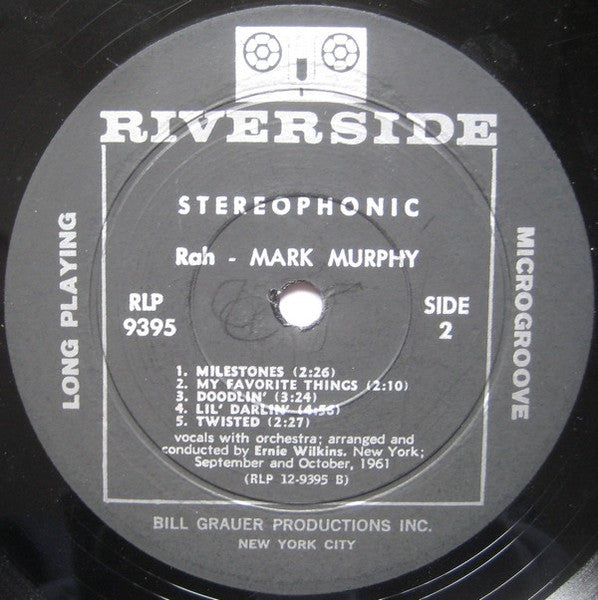 RIVERSIDE
STEREOPHONIC
Rah - MARK MURPHY
RLP
9395
SIDE
2
LONG PLAYING
MICROGROOVE
1. MILESTONES (2:26)
2. MY FAVORITE THINGS (2:10)
3. DOODLIN' (3:24)
4. LIL' DARLIN' (4:56)
5. TWISTED (2:27)
vocals with orchestra; arranged and
conducted by Ernie Wilkins. New York;
September and October, 1961
(RLP 12-9395 B)
BILL GRAUER PRODUCTIONS INC.
NEW YORK CITY